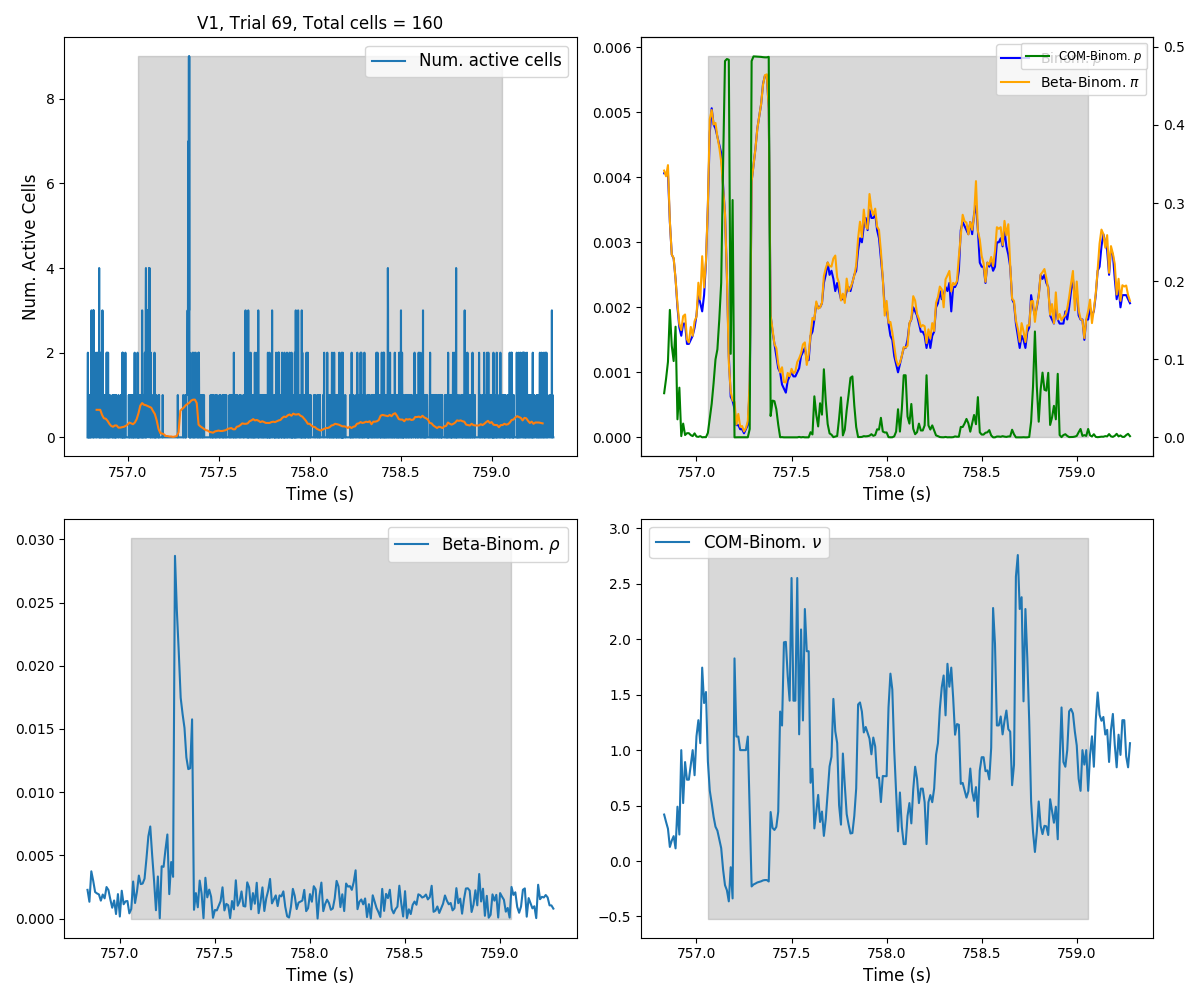 V1, Trial 69, Total cells = 160
Num. active cells
Num. Active Cells
8
6
4
2
0
757.0 757.5 758.0 758.5 759.0
Time (s)
COM-Binom. p
Beta-Binom. π
0.006
0.005
0.004
0.003
0.002
0.001
0.000
0.5
0.4
0.3
0.2
0.1
0.0
757.0 757.5 758.0 758.5 759.0
Time (s)
Beta-Binom. ρ
0.030
0.025
0.020
0.015
0.010
0.005
0.000
757.0 757.5 758.0 758.5 759.0
Time (s)
COM-Binom. ν
3.0
2.5
2.0
1.5
1.0
0.5
0.0
−0.5
757.0 757.5 758.0 758.5 759.0
Time (s)